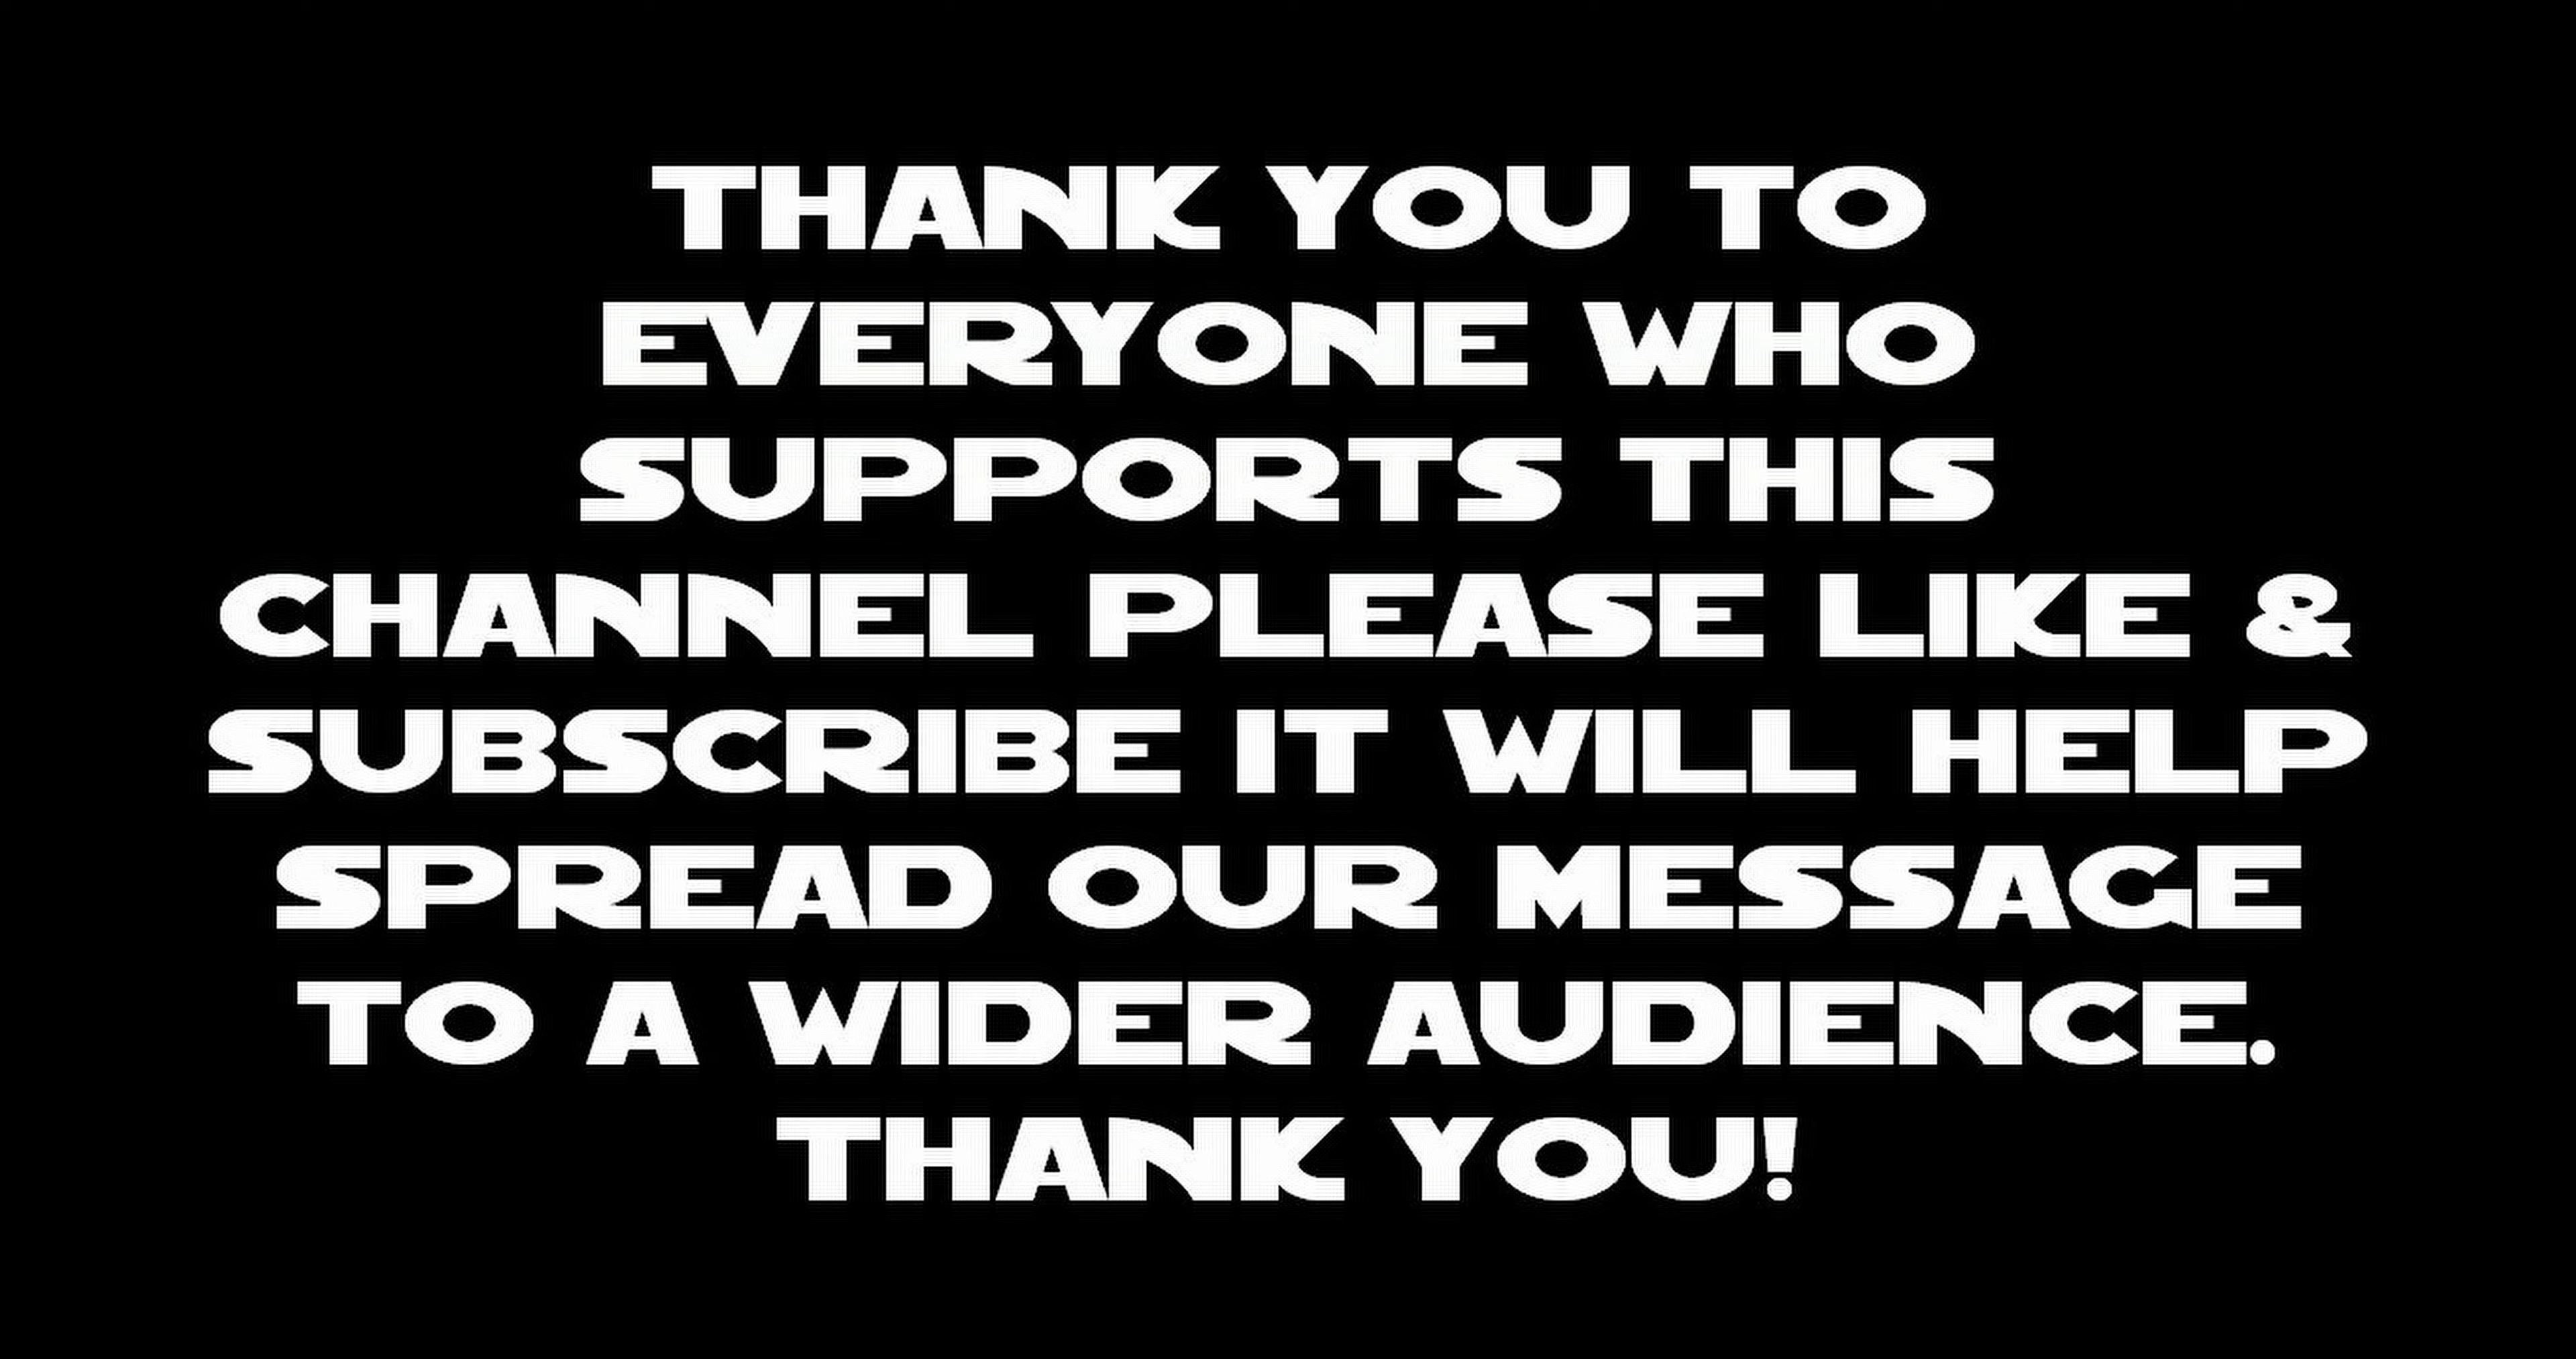 THANK YOU TO
EVERYONE WHO
SUPPORTS THIS
CHANNEL PLEASE LIKE &
SUBSCRIBE IT WILL HELP
SPREAD OUR MESSAGE
TO A WIDER AUDIENCE.
THANK YOU!